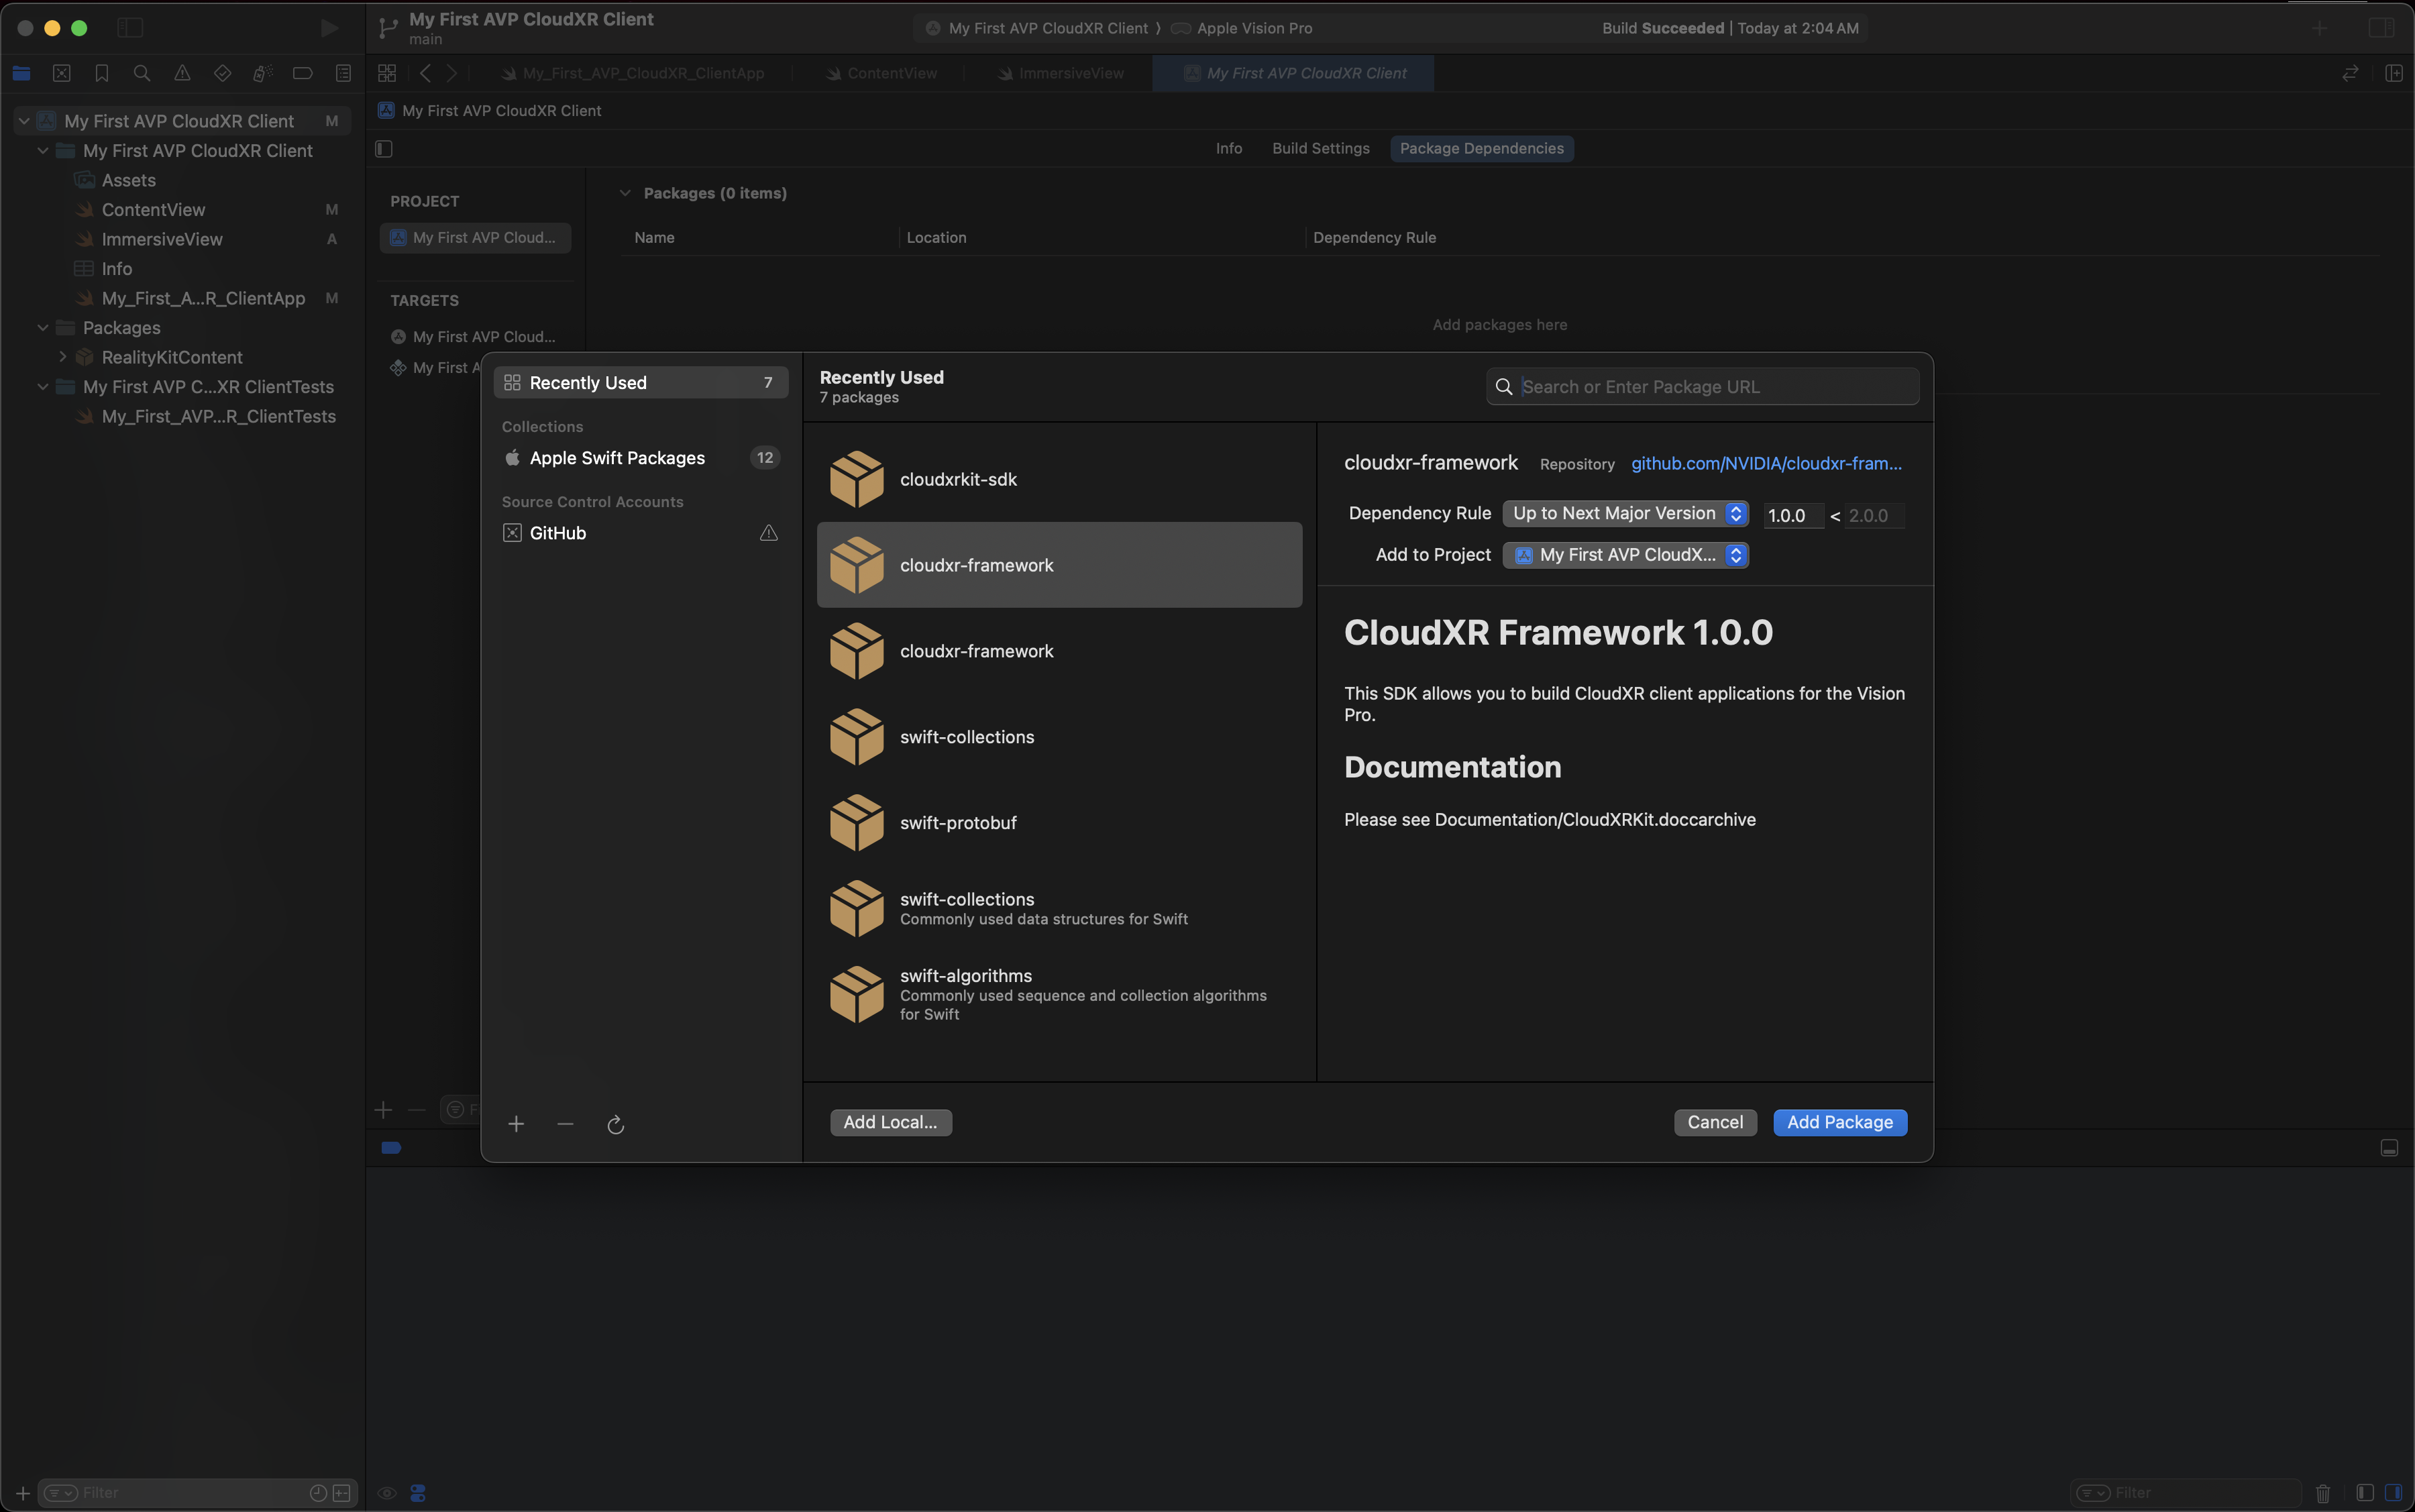 My First AVP CloudXR Client
main
My First AVP CloudXR Client ⟩ Apple Vision Pro
Build Succeeded | Today at 2:04 AM
My_First_AVP_CloudXR_ClientApp
ContentView
ImmersiveView
My First AVP CloudXR Client
My First AVP CloudXR Client
My First AVP CloudXR Client M
My First AVP CloudXR Client
Assets
ContentView M
ImmersiveView A
Info
My_First_A...R_ClientApp M
Packages
RealityKitContent
My First AVP C...XR ClientTests
My_First_AVP...R_ClientTests
Filter
Info
Build Settings
Package Dependencies
PROJECT
My First AVP Cloud...
TARGETS
My First AVP Cloud...
My First A
Packages (0 items)
Name
Location
Dependency Rule
Add packages here
Recently Used 7
Collections
Apple Swift Packages 12
Source Control Accounts
GitHub
Recently Used
7 packages
Search or Enter Package URL
cloudxrkit-sdk
cloudxr-framework
cloudxr-framework
swift-collections
swift-protobuf
swift-collections
Commonly used data structures for Swift
swift-algorithms
Commonly used sequence and collection algorithms
for Swift
cloudxr-framework Repository github.com/NVIDIA/cloudxr-fram...
Dependency Rule Up to Next Major Version 1.0.0 < 2.0.0
Add to Project My First AVP CloudX...
CloudXR Framework 1.0.0
This SDK allows you to build CloudXR client applications for the Vision
Pro.
Documentation
Please see Documentation/CloudXRKit.doccarchive
Add Local...
Cancel
Add Package
Filter